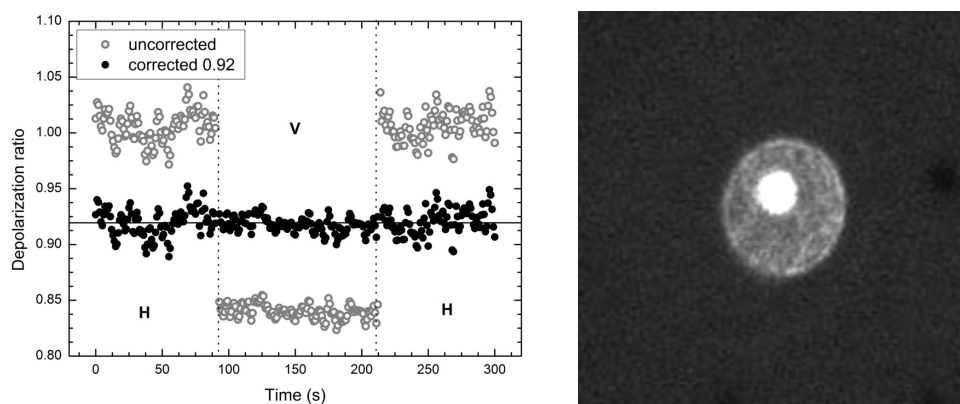 1.10
1.05
1.00
0.95
0.90
0.85
0.80
Depolarization ratio
uncorrected
corrected 0.92
V
H
H
0 50 100 150 200 250 300
Time (s)